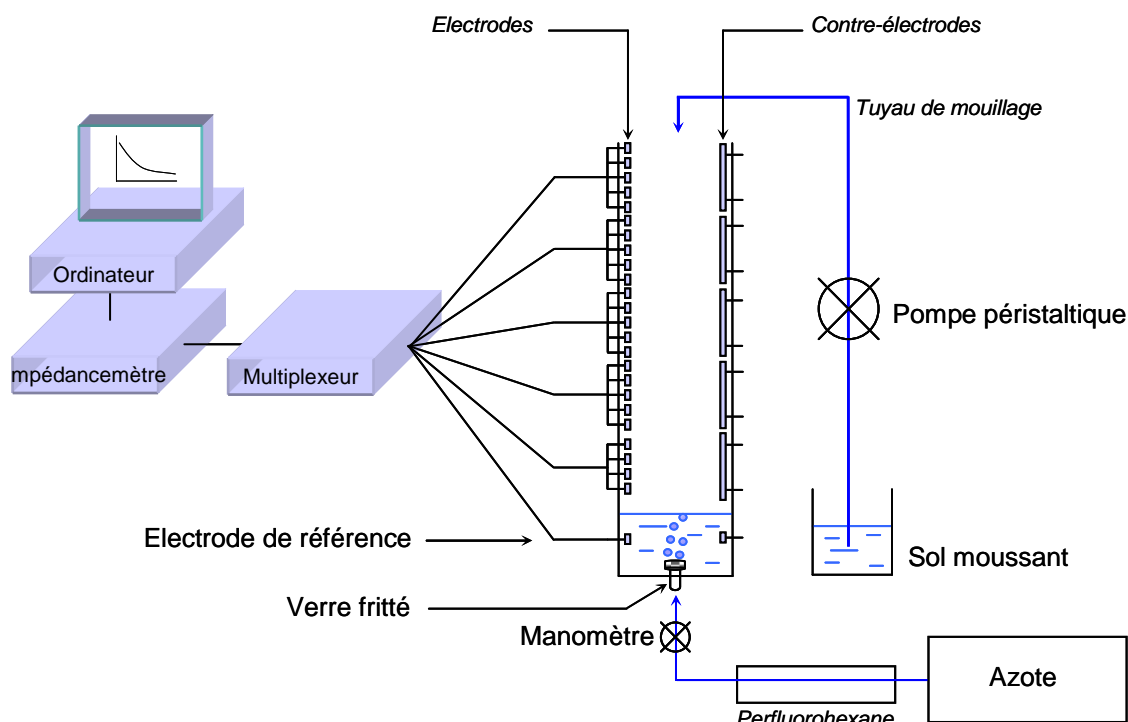 Electrodes
Contre-électrodes
Tuyau de mouillage
Ordinateur
mpédancemètre
Multiplexeur
Pompe péristaltique
Electrode de référence
Sol moussant
Verre fritté
Manomètre
Azote
Perfluorohexane